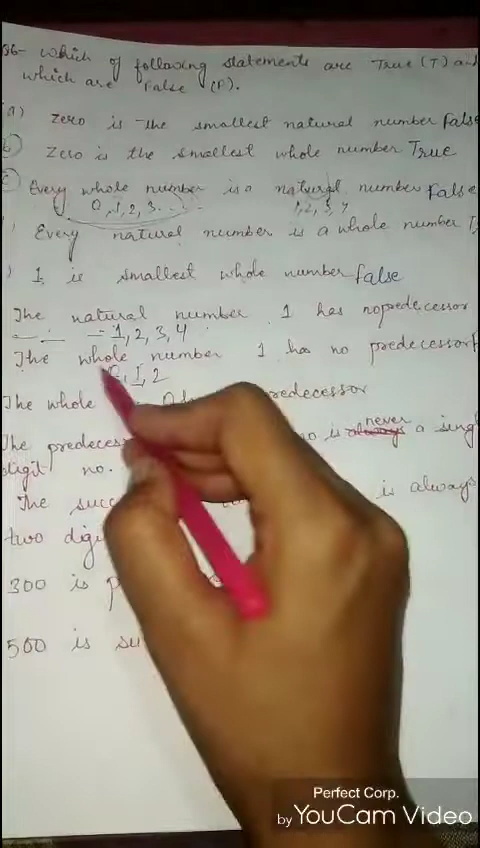 Q6- Which of following statements are True (T) and
which are False (F).
a) Zero is the smallest natural number False
b) Zero is the smallest whole number True
c) Every whole number is a natural number False
0, 1, 2, 3 . . . . 1, 2, 3, 4
) Every natural number is a whole number T
) 1 is smallest whole number false
The natural number 1 has no predecessor
1, 2, 3, 4
The whole number 1 has no predecessor F
0, 1, 2
The whole predecessor
The is always never a sing
digit no.
The is always
two
300 is
500 is
Perfect Corp.
by YouCam Video